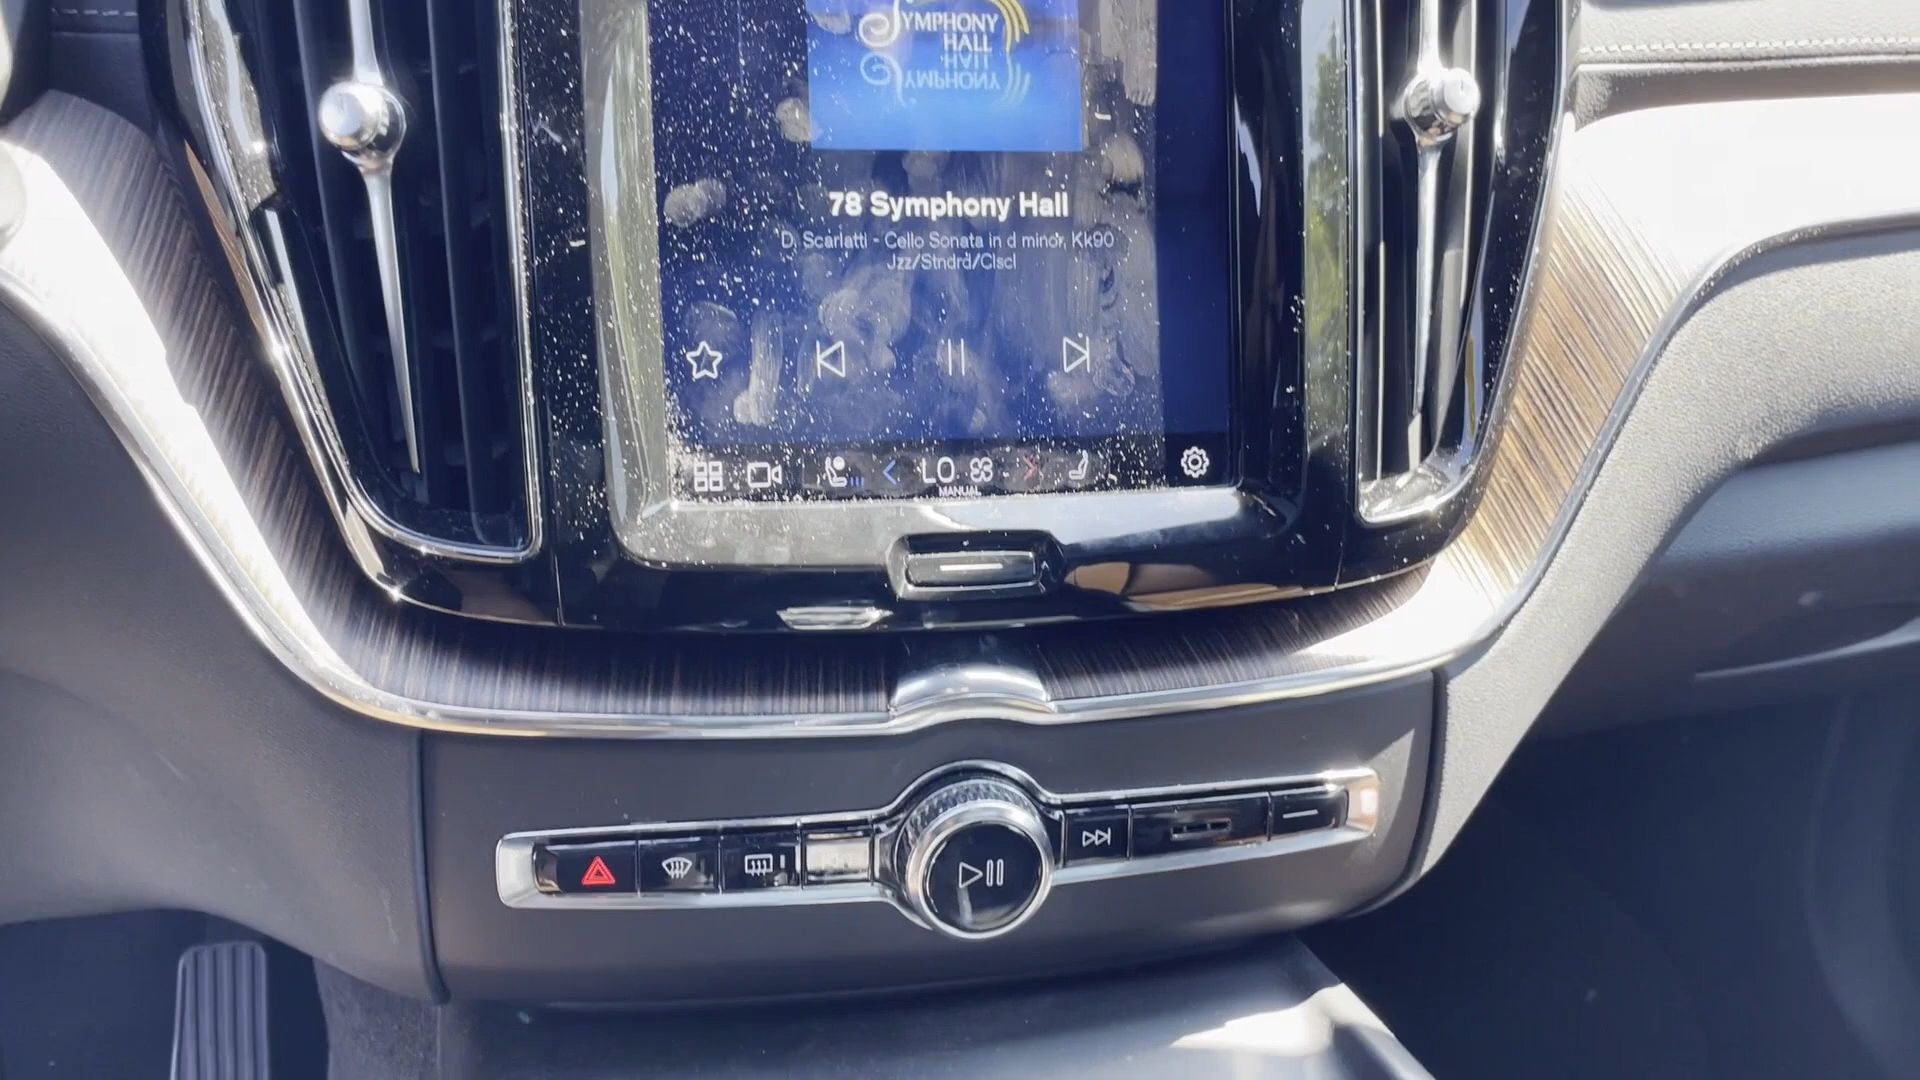 SYMPHONY
HALL
78 Symphony Hall
D. Scarlatti - Cello Sonata in d minor, Kk90
Jzz/Stndrd/Clscl
LO
MANUAL